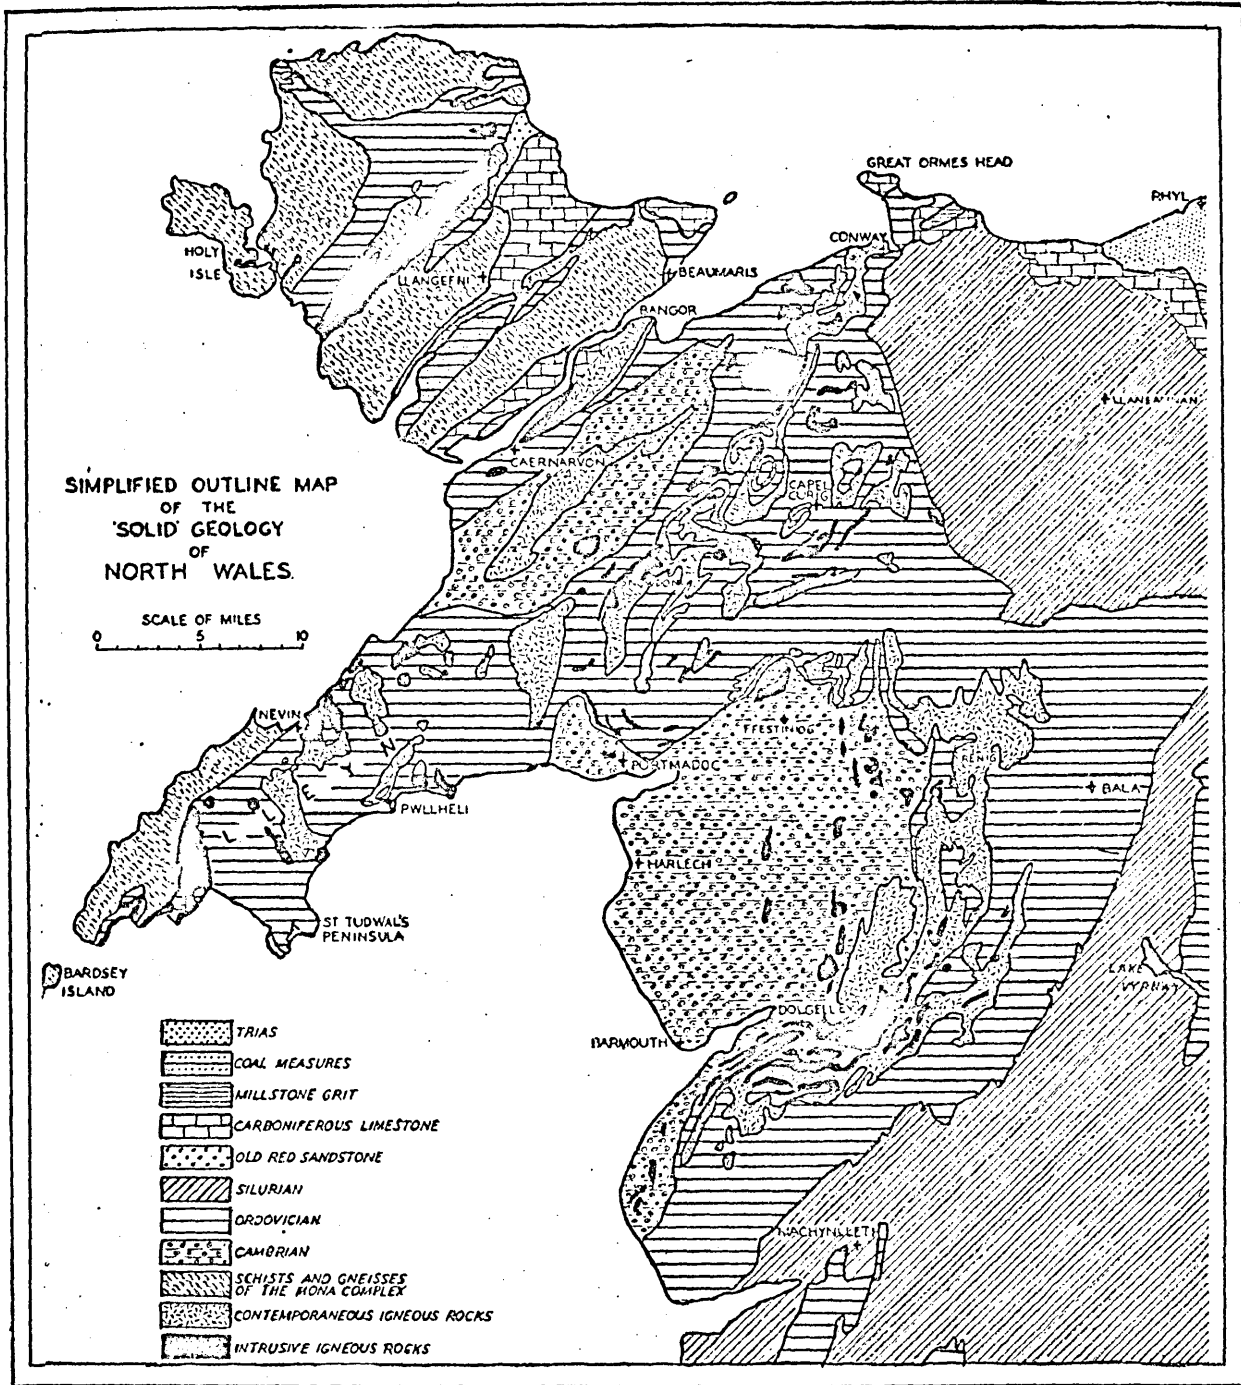 GREAT ORMES HEAD
RHYL
CONWAY
HOLY
ISLE
LLANGEFNI
BEAUMARIS
BANGOR
CAERNARVON
CAPEL
CURIG
SIMPLIFIED OUTLINE MAP
OF THE
'SOLID' GEOLOGY
OF
NORTH WALES.
SCALE OF MILES
0 5 10
NEVIN
LLEYN
FFESTINIOG
PORTMADOC
PWLLHELI
BALA
HARLECH
ST TUDWAL'S
PENINSULA
BARDSEY
ISLAND
LAKE
VYRNWY
DOLGELLE
BARMOUTH
MACHYNLLETH
TRIAS
COAL MEASURES
MILLSTONE GRIT
CARBONIFEROUS LIMESTONE
OLD RED SANDSTONE
SILURIAN
ORDOVICIAN
CAMBRIAN
SCHISTS AND GNEISSES
OF THE MONA COMPLEX
CONTEMPORANEOUS IGNEOUS ROCKS
INTRUSIVE IGNEOUS ROCKS